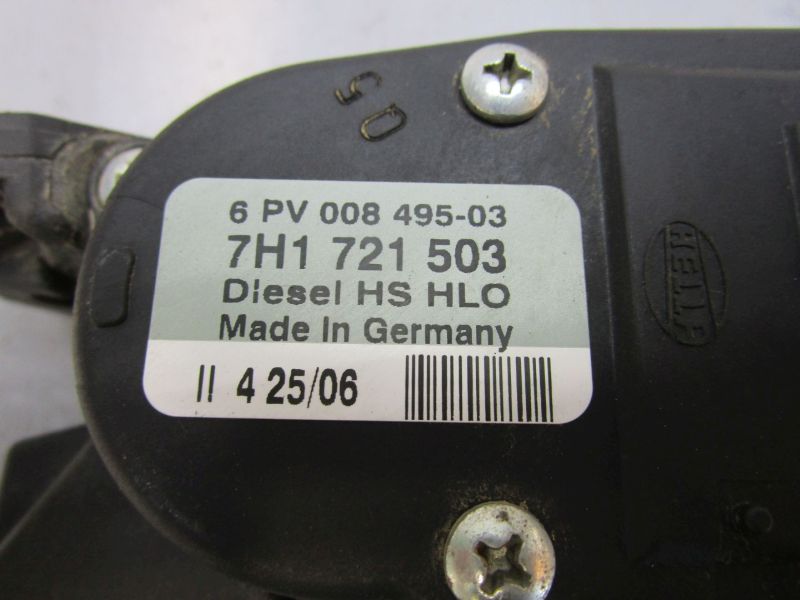 50
6 PV 008 495-03
7H1 721 503
Diesel HS HLO
Made in Germany
II 4 25/06
HELLA